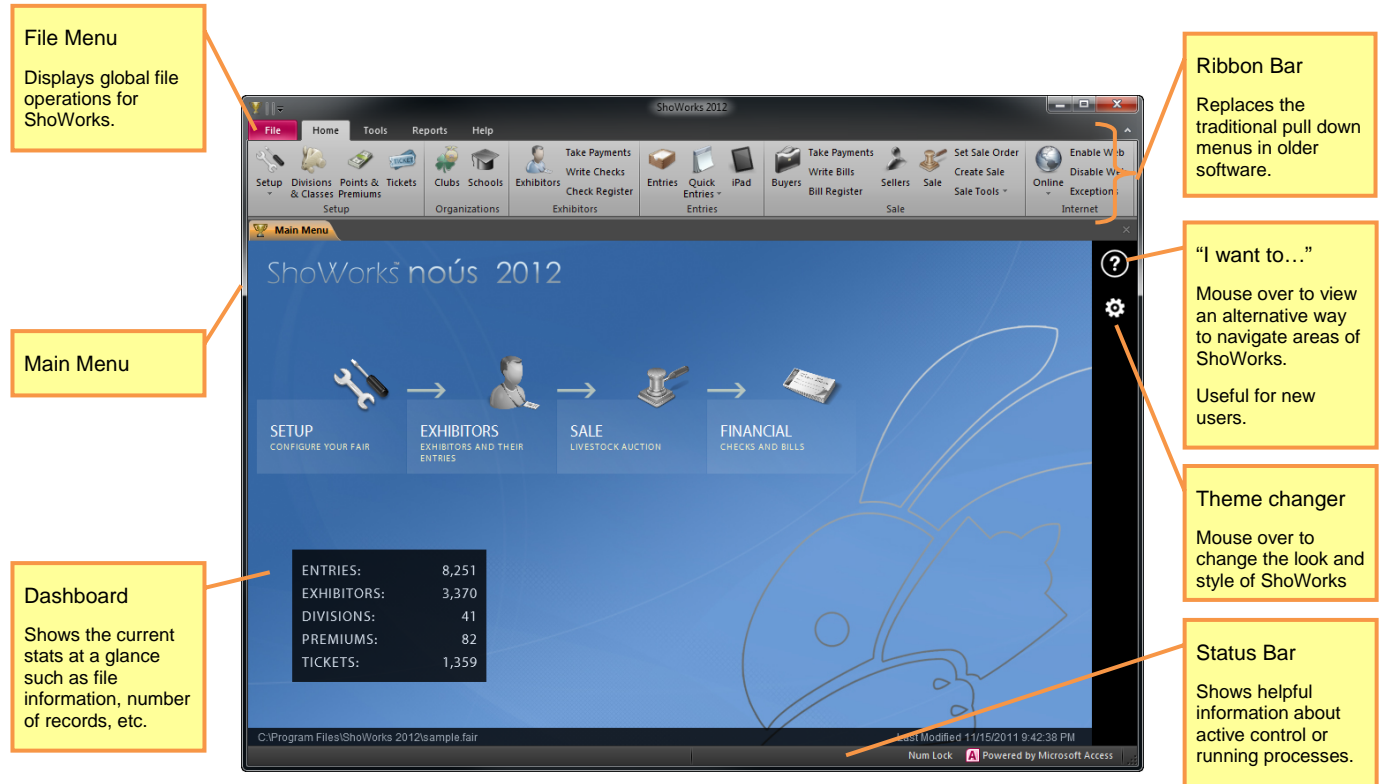 File Menu
Displays global file
operations for
ShoWorks.
Main Menu
Dashboard
Shows the current
stats at a glance
such as file
information, number
of records, etc.
ShoWorks 2012
File Home Tools Reports Help
Setup
Divisions
& Classes
Points &
Premiums
Tickets
Setup
Clubs
Schools
Organizations
Exhibitors
Take Payments
Write Checks
Check Register
Exhibitors
Entries
Quick
Entries
iPad
Entries
Buyers
Take Payments
Write Bills
Bill Register
Sellers
Sale
Set Sale Order
Create Sale
Sale Tools
Sale
Online
Enable Web
Disable Web
Exceptions
Internet
Main Menu
ShoWorks™ noús 2012
SETUP
CONFIGURE YOUR FAIR
EXHIBITORS
EXHIBITORS AND THEIR
ENTRIES
SALE
LIVESTOCK AUCTION
FINANCIAL
CHECKS AND BILLS
ENTRIES: 8,251
EXHIBITORS: 3,370
DIVISIONS: 41
PREMIUMS: 82
TICKETS: 1,359
C:\Program Files\ShoWorks 2012\sample.fair
Last Modified 11/15/2011 9:42:38 PM
Num Lock
A Powered by Microsoft Access
Ribbon Bar
Replaces the
traditional pull down
menus in older
software.
“I want to…”
Mouse over to view
an alternative way
to navigate areas of
ShoWorks.
Useful for new
users.
Theme changer
Mouse over to
change the look and
style of ShoWorks
Status Bar
Shows helpful
information about
active control or
running processes.